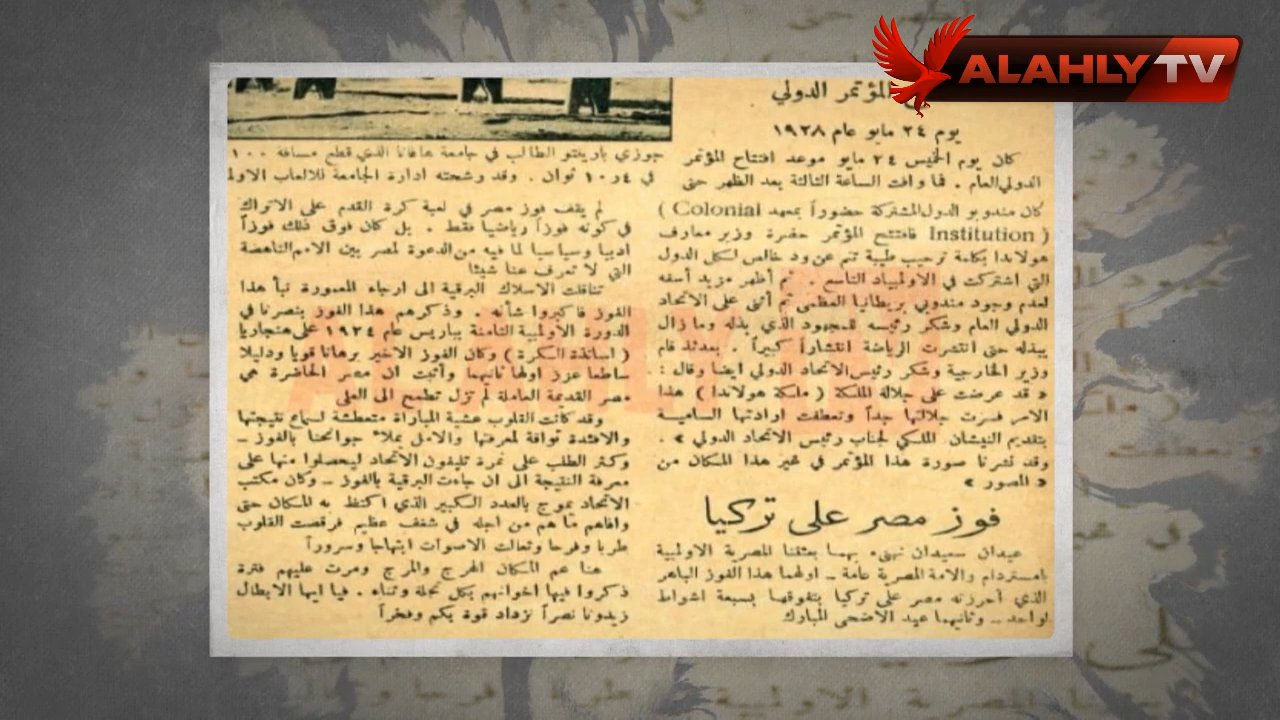 ALAHLY TV
المؤتمر الدولي
يوم ٢٤ مايو عام ١٩٢٨
كان يوم الخميس ٢٤ مايو موعد افتتاح المؤتمر
الدولي العام . فما وافت الساعة الثالثة بعد الظهر حتى
كان مندوبو الدول المشتركة حضوراً بمعهد ( Colonial
Institution ) فافتتح المؤتمر حضرة وزير معارف
هولاندا بكلمة ترحيب طيبة تنم عن ود خالص لكل الدول
التي اشتركت في الاولمبياد التاسع . ثم أظهر مزيد أسفه
لعدم وجود مندوبي بريطانيا العظمى ثم أثنى على الاتحاد
الدولي العام وشكر رئيسه للمجهود الذي بذله وما زال
يبذله حتى انتشرت الرياضة انتشاراً كبيراً . بعدئذ قام
وزير الخارجية وشكر رئيس الاتحاد الدولي ايضا وقال :
« قد عرضت على جلالة الملكة ( ملكة هولاندا ) هذا
الامر فسرت جلالتها جداً وتعطفت ارادتها السامية
بتقديم النيشان الملكي لجناب رئيس الاتحاد الدولي » .
وقد نشرنا صورة هذا المؤتمر في غير هذا المكان من
« المصور »
فوز مصر على تركيا
عيدان سعيدان نهنىء بهما بعثتنا المصرية الاولمبية
بامستردام والامة المصرية عامة ـ اولهما هذا الفوز الباهر
الذي أحرزته مصر على تركيا بتفوقها بسبعة اشواط
لواحد ـ وثانيهما عيد الاضحى المبارك
جوزي بارينتو الطالب في جامعة هافانا الذي قطع مسافة ١٠٠
في ١٠٫٤ ثوان . وقد رشحته ادارة الجامعة للالعاب الاولم
لم يقف فوز مصر في لعبة كرة القدم على الاتراك
في كونه فوزاً رياضيا فقط . بل كان فوق ذلك فوزاً
ادبيا وسياسيا لما فيه من الدعوة لمصر بين الامم الناهضة
التي لا تعرف عنا شيئا
تناقلت الاسلاك البرقية الى ارجاء المعمورة نبأ هذا
الفوز فاكبروا شأنه . وذكرهم هذا الفوز بنصرنا في
الدورة الاولمبية الثامنة بباريس عام ١٩٢٤ على هنجاريا
( اساتذة الكرة ) وكان الفوز الاخير برهانا قويا ودليلا
ساطعا عزز اولهما ثانيهما وأثبت ان مصر الحاضرة هي
مصر القديمة العاملة لم تزل تطمح الى العلى
وقد كانت القلوب عشية المباراة متعطشة لسماع نتيجتها
والافئدة تواقة لمعرفتها والامل يملأ جوانحنا بالفوز ـ
وكثر الطلب على نمرة تليفون الاتحاد ليحصلوا منها على
معرفة النتيجة الى ان جاءت البرقية بالفوز ـ وكان مكتب
الاتحاد يموج بالعدد الكبير الذي اكتظ به المكان حتى
وافاهم ما هم من اجله في شغف عظيم فرقصت القلوب
طربا وفرحا وتعالت الاصوات ابتهاجا وسروراً
هنا عم المكان الهرج والمرج ومرت عليهم فترة
ذكروا فيها اخوانهم بكل تجلة وثناء . فيا ايها الابطال
زيدونا نصراً نزداد قوة بكم وفخراً